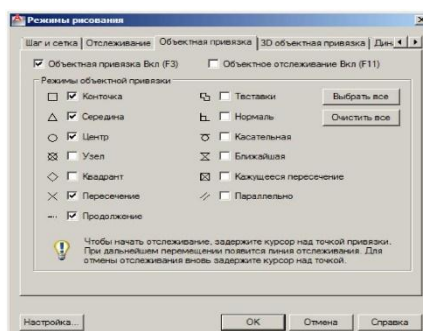 Режимы рисования
Шаг и сетка Отслеживание Объектная привязка 3D объектная привязка Дин
Объектная привязка Вкл (F3) Объектное отслеживание Вкл (F11)
Режимы объектной привязки
Конточка Твставки Выбрать все
Середина Нормаль Очистить все
Центр Касательная
Узел Ближайшая
Квадрант Кажущееся пересечение
Пересечение Параллельно
Продолжение
Чтобы начать отслеживание, задержите курсор над точкой привязки.
При дальнейшем перемещении появится линия отслеживания. Для
отмены отслеживания вновь задержите курсор над точкой.
Настройка... OK Отмена Справка